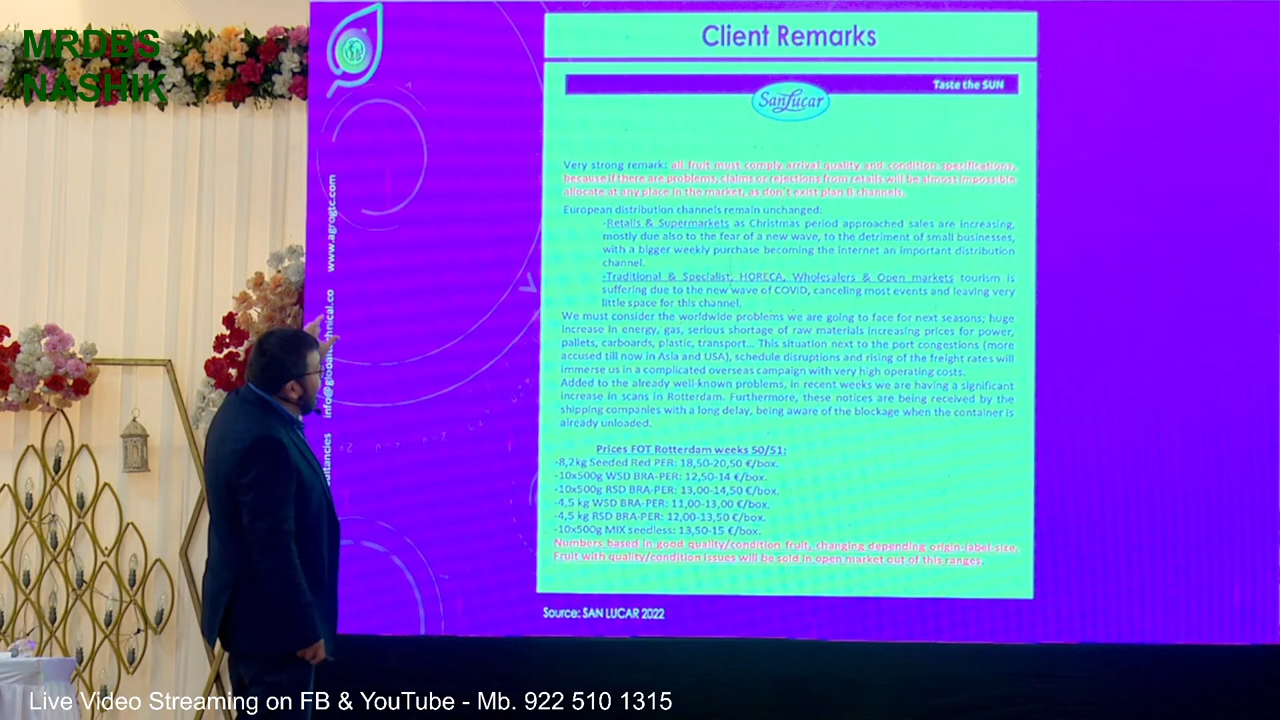 MRDBS
NASHIK
Client Remarks
Taste the SUN
SanLucar
Very strong remark: all fruit must comply arrival quality and condition specifications,
because if there are problems, claims or rejections from retails will be almost impossible
allocate at any place in the market, as don't exist plan B channels.
European distribution channels remain unchanged:
-Retails & Supermarkets as Christmas period approached sales are increasing,
mostly due also to the fear of a new wave, to the detriment of small businesses,
with a bigger weekly purchase becoming the internet an important distribution
channel.
-Traditional & Specialist, HORECA, Wholesalers & Open markets tourism is
suffering due to the new wave of COVID, canceling most events and leaving very
little space for this channel.
We must consider the worldwide problems we are going to face for next seasons; huge
increase in energy, gas, serious shortage of raw materials increasing prices for power,
pallets, carboards, plastic, transport... This situation next to the port congestions (more
accused till now in Asia and USA), schedule disruptions and rising of the freight rates will
immerse us in a complicated overseas campaign with very high operating costs.
Added to the already well-known problems, in recent weeks we are having a significant
increase in scans in Rotterdam. Furthermore, these notices are being received by the
shipping companies with a long delay, being aware of the blockage when the container is
already unloaded.
Prices FOT Rotterdam weeks 50/51:
-8,2kg Seeded Red PER: 18,50-20,50 €/box.
-10x500g WSD BRA-PER: 12,50-14 €/box.
-10x500g RSD BRA-PER: 13,00-14,50 €/box.
-4,5 kg WSD BRA-PER: 11,00-13,00 €/box.
-4,5 kg RSD BRA-PER: 12,00-13,50 €/box.
-10x500g MIX seedless: 13,50-15 €/box.
Numbers based in good quality/condition fruit, changing depending origin-label-size.
Fruit with quality/condition issues will be sold in open market out of this ranges.
Source: SAN LUCAR 2022
www.agrogtc.com
Live Video Streaming on FB & YouTube - Mb. 922 510 1315